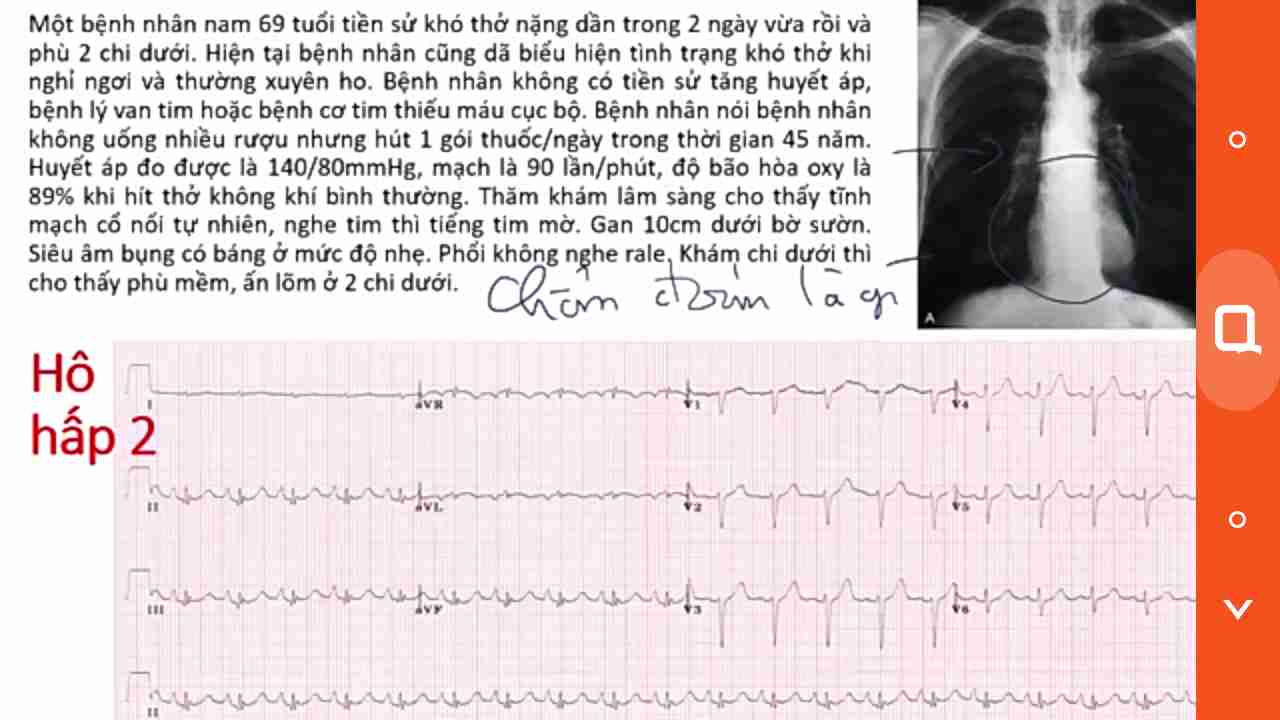 Một bệnh nhân nam 69 tuổi tiền sử khó thở nặng dần trong 2 ngày vừa rồi và
phù 2 chi dưới. Hiện tại bệnh nhân cũng dã biểu hiện tình trạng khó thở khi
nghỉ ngơi và thường xuyên ho. Bệnh nhân không có tiền sử tăng huyết áp,
bệnh lý van tim hoặc bệnh cơ tim thiếu máu cục bộ. Bệnh nhân nói bệnh nhân
không uống nhiều rượu nhưng hút 1 gói thuốc/ngày trong thời gian 45 năm.
Huyết áp đo được là 140/80mmHg, mạch là 90 lần/phút, độ bão hòa oxy là
89% khi hít thở không khí bình thường. Thăm khám lâm sàng cho thấy tĩnh
mạch cổ nổi tự nhiên, nghe tim thì tiếng tim mờ. Gan 10cm dưới bờ sườn.
Siêu âm bụng có báng ở mức độ nhẹ. Phổi không nghe rale. Khám chi dưới thì
cho thấy phù mềm, ấn lõm ở 2 chi dưới.
Chẩn đoán là gì
A
Hô
hấp 2
I aVR V1 V4
II aVL V2 V5
III aVF V3 V6
II